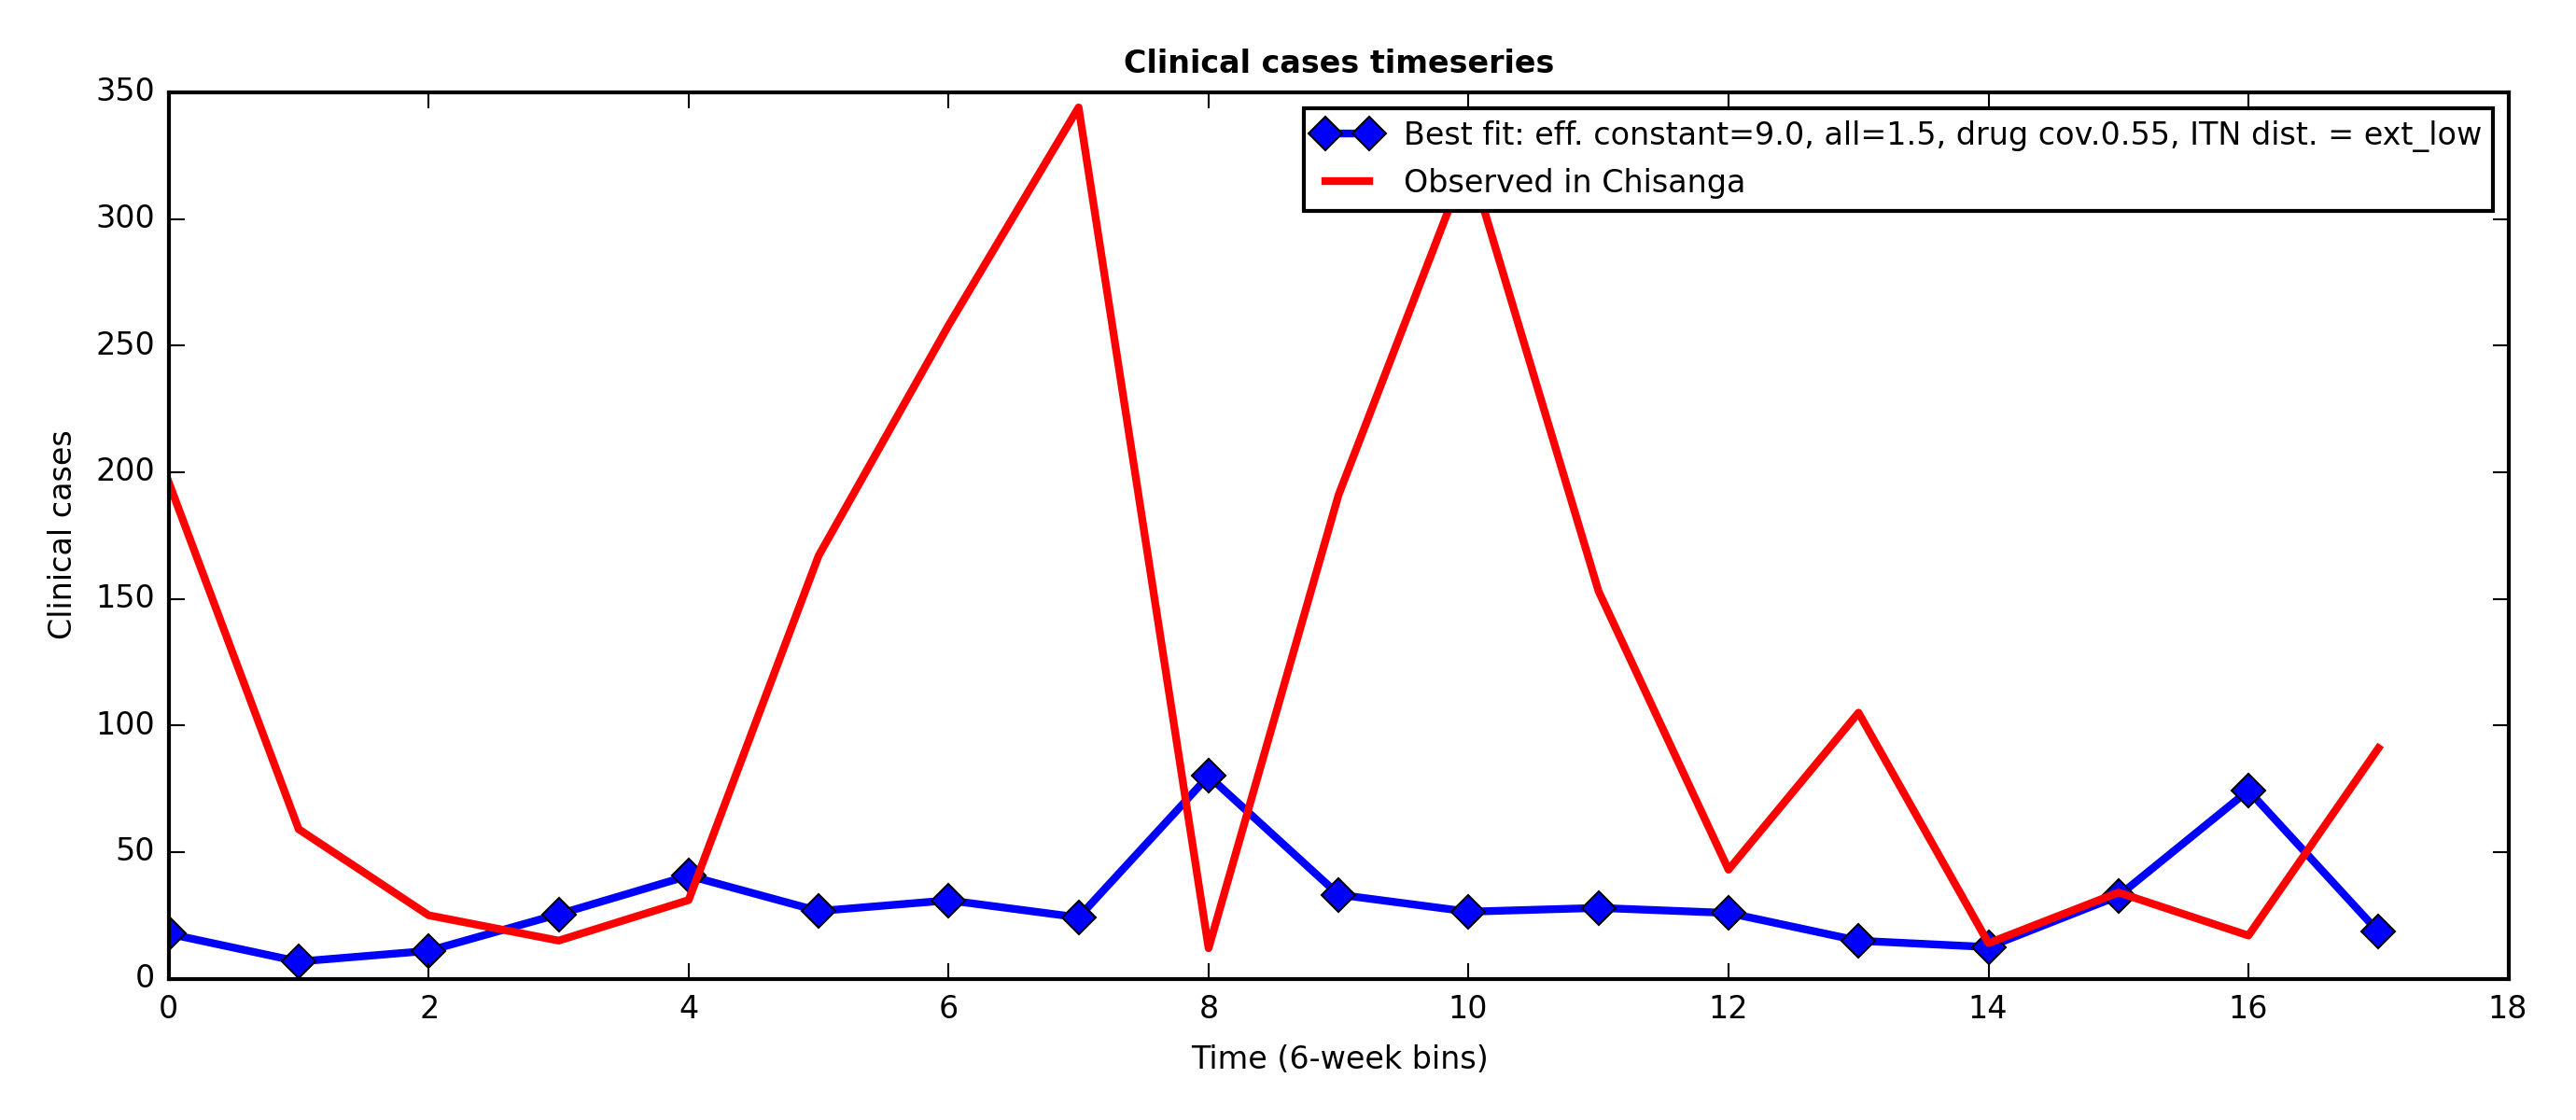 Clinical cases timeseries
350
300
250
200
150
100
50
0
Clinical cases
Best fit: eff. constant=9.0, all=1.5, drug cov.0.55, ITN dist. = ext_low
Observed in Chisanga
0 2 4 6 8 10 12 14 16 18
Time (6-week bins)